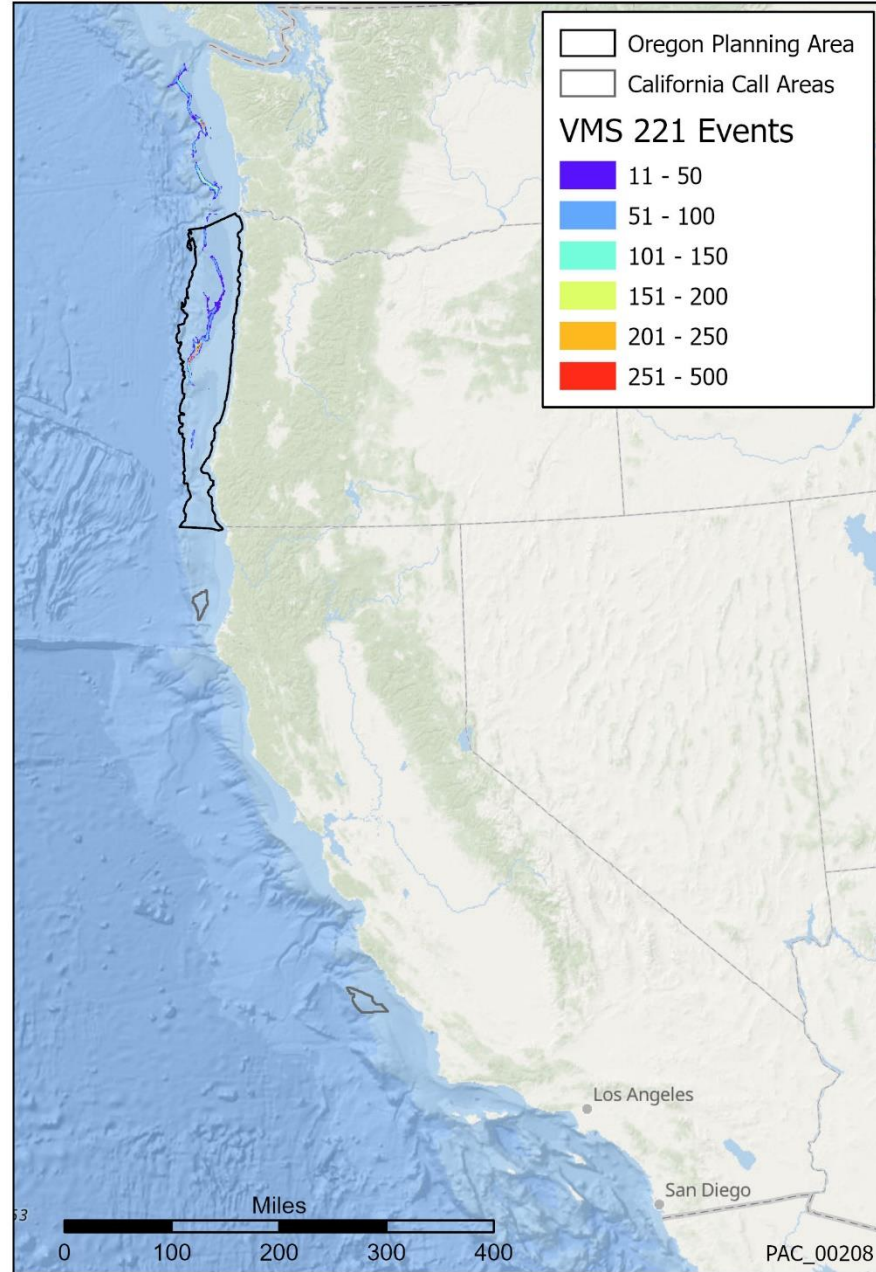 Oregon Planning Area
California Call Areas
VMS 221 Events
11 - 50
51 - 100
101 - 150
151 - 200
201 - 250
251 - 500
Los Angeles
San Diego
53
Miles
0 100 200 300 400
PAC_00208